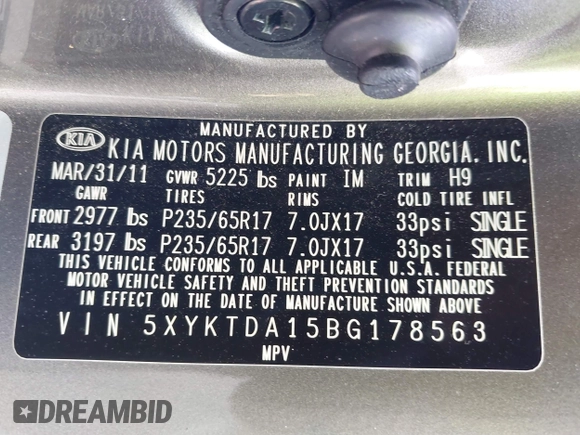 MANUFACTURED BY
KIA KIA MOTORS MANUFACTURING GEORGIA. INC.
MAR/31/11 GVWR 5225 lbs PAINT IM TRIM H9
GAWR TIRES RIMS COLD TIRE INFL
FRONT 2977 lbs P235/65R17 7.0JX17 33psi SINGLE
REAR 3197 lbs P235/65R17 7.0JX17 33psi SINGLE
THIS VEHICLE CONFORMS TO ALL APPLICABLE U.S.A. FEDERAL
MOTOR VEHICLE SAFETY AND THEFT PREVENTION STANDARDS
IN EFFECT ON THE DATE OF MANUFACTURE SHOWN ABOVE.
VIN 5XYKTDA15BG178563
MPV
DREAMBID